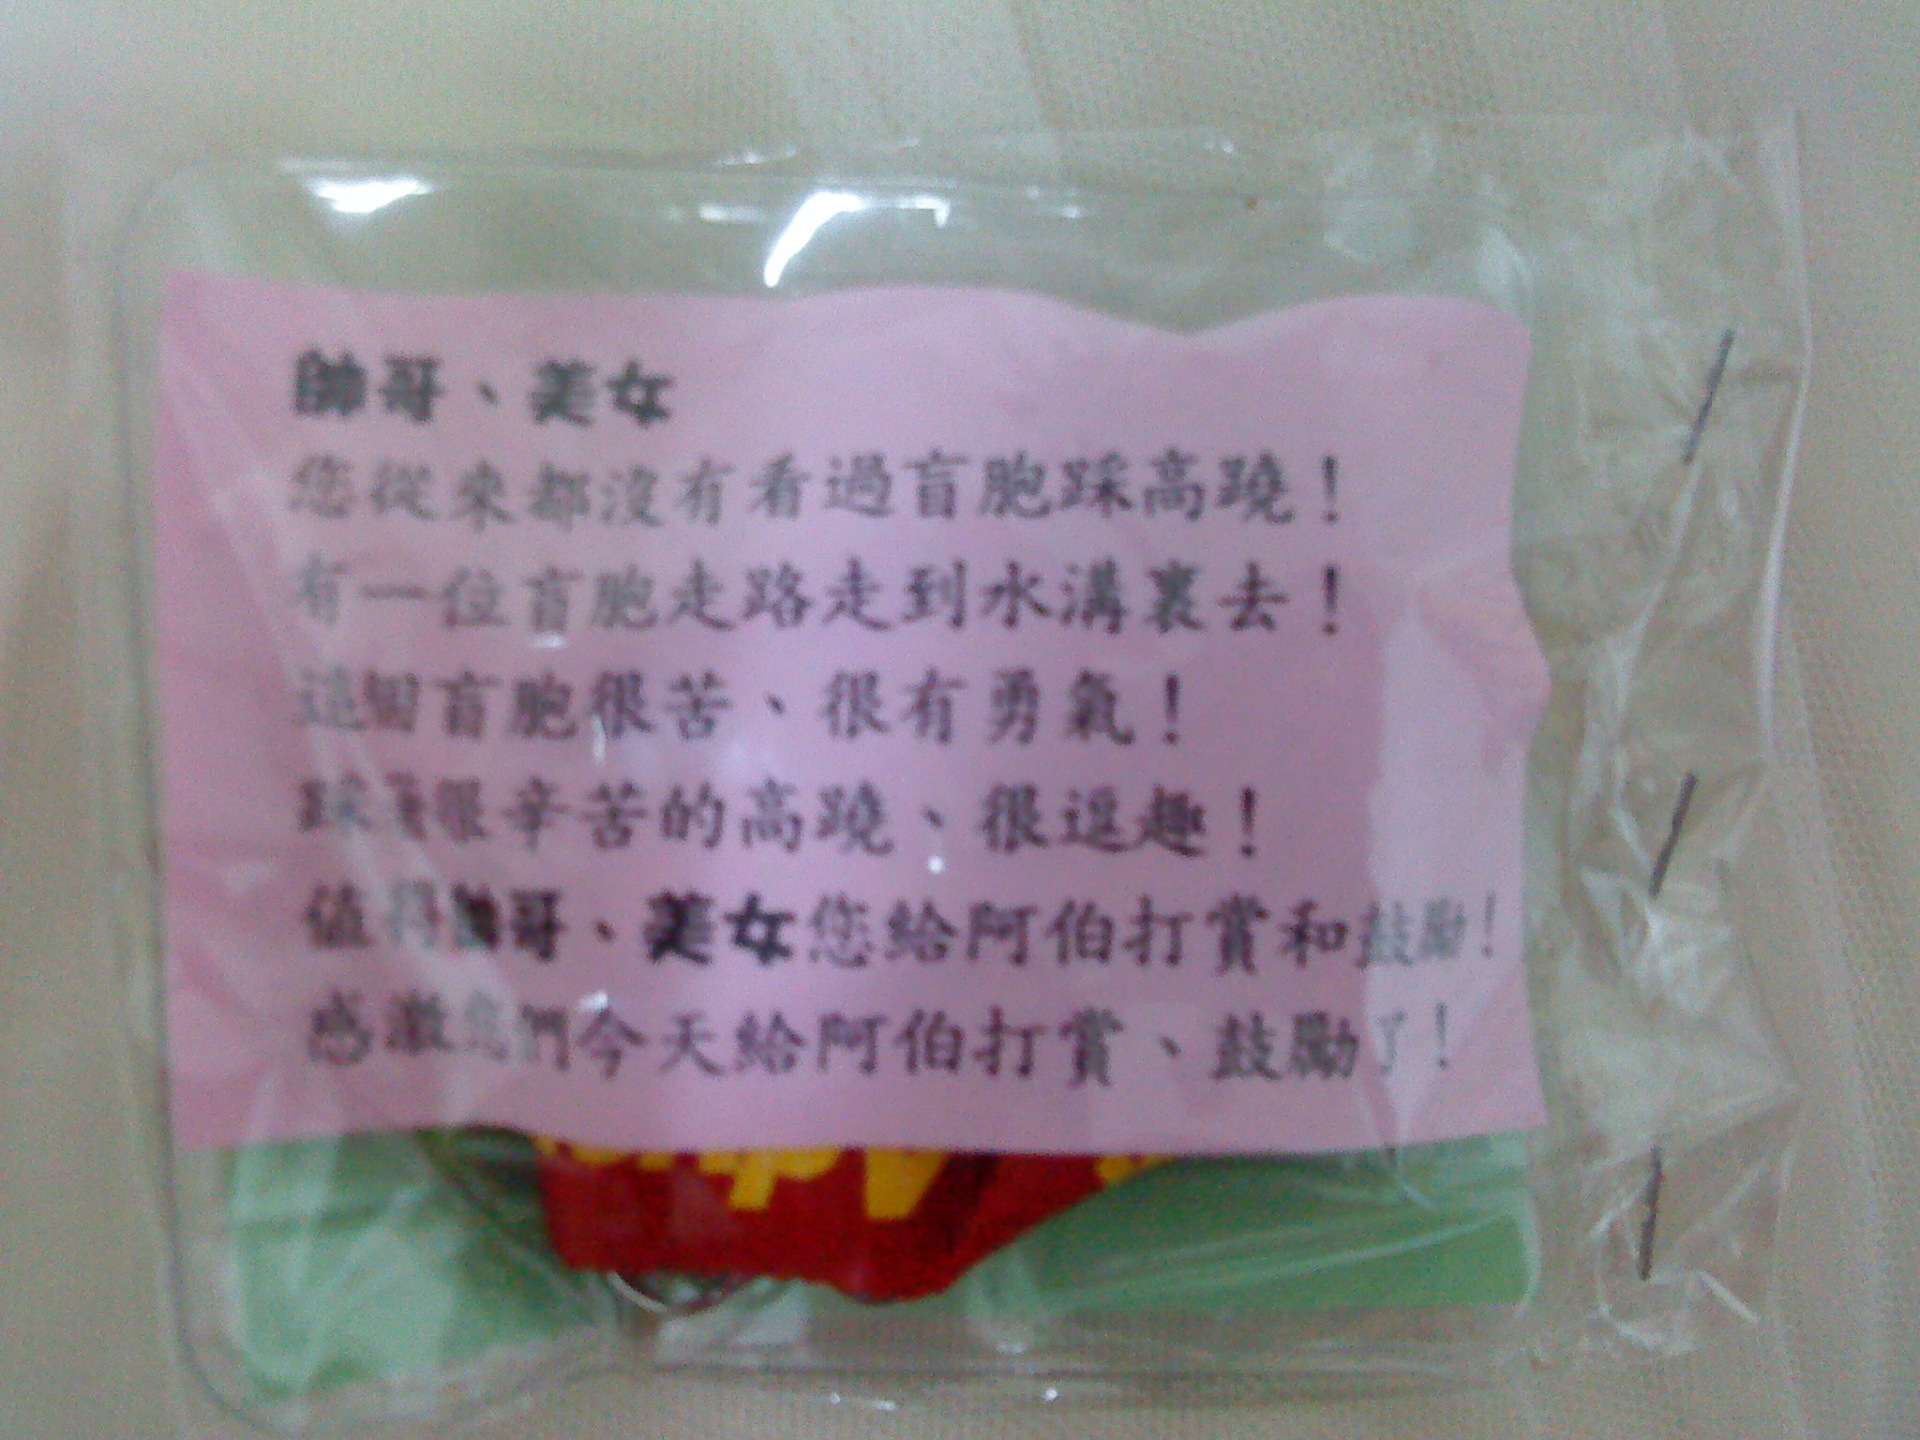 帥哥、美女
您從來都沒有看過盲胞踩高蹺！
有一位盲胞走路走到水溝裏去！
這個盲胞很苦、很有勇氣！
踩著很辛苦的高蹺、很逗趣！
值得帥哥、美女您給阿伯打賞和鼓勵！
感激您們今天給阿伯打賞、鼓勵了！